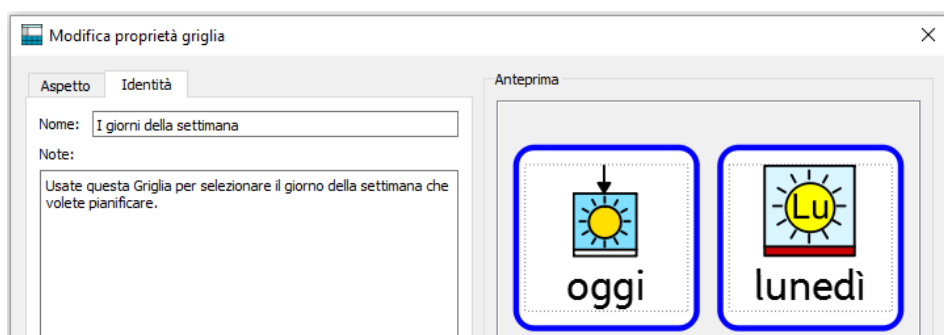 Modifica proprietà griglia
Aspetto
Identità
Nome:
I giorni della settimana
Note:
Usate questa Griglia per selezionare il giorno della settimana che
volete pianificare.
Anteprima
oggi
Lu
lunedì